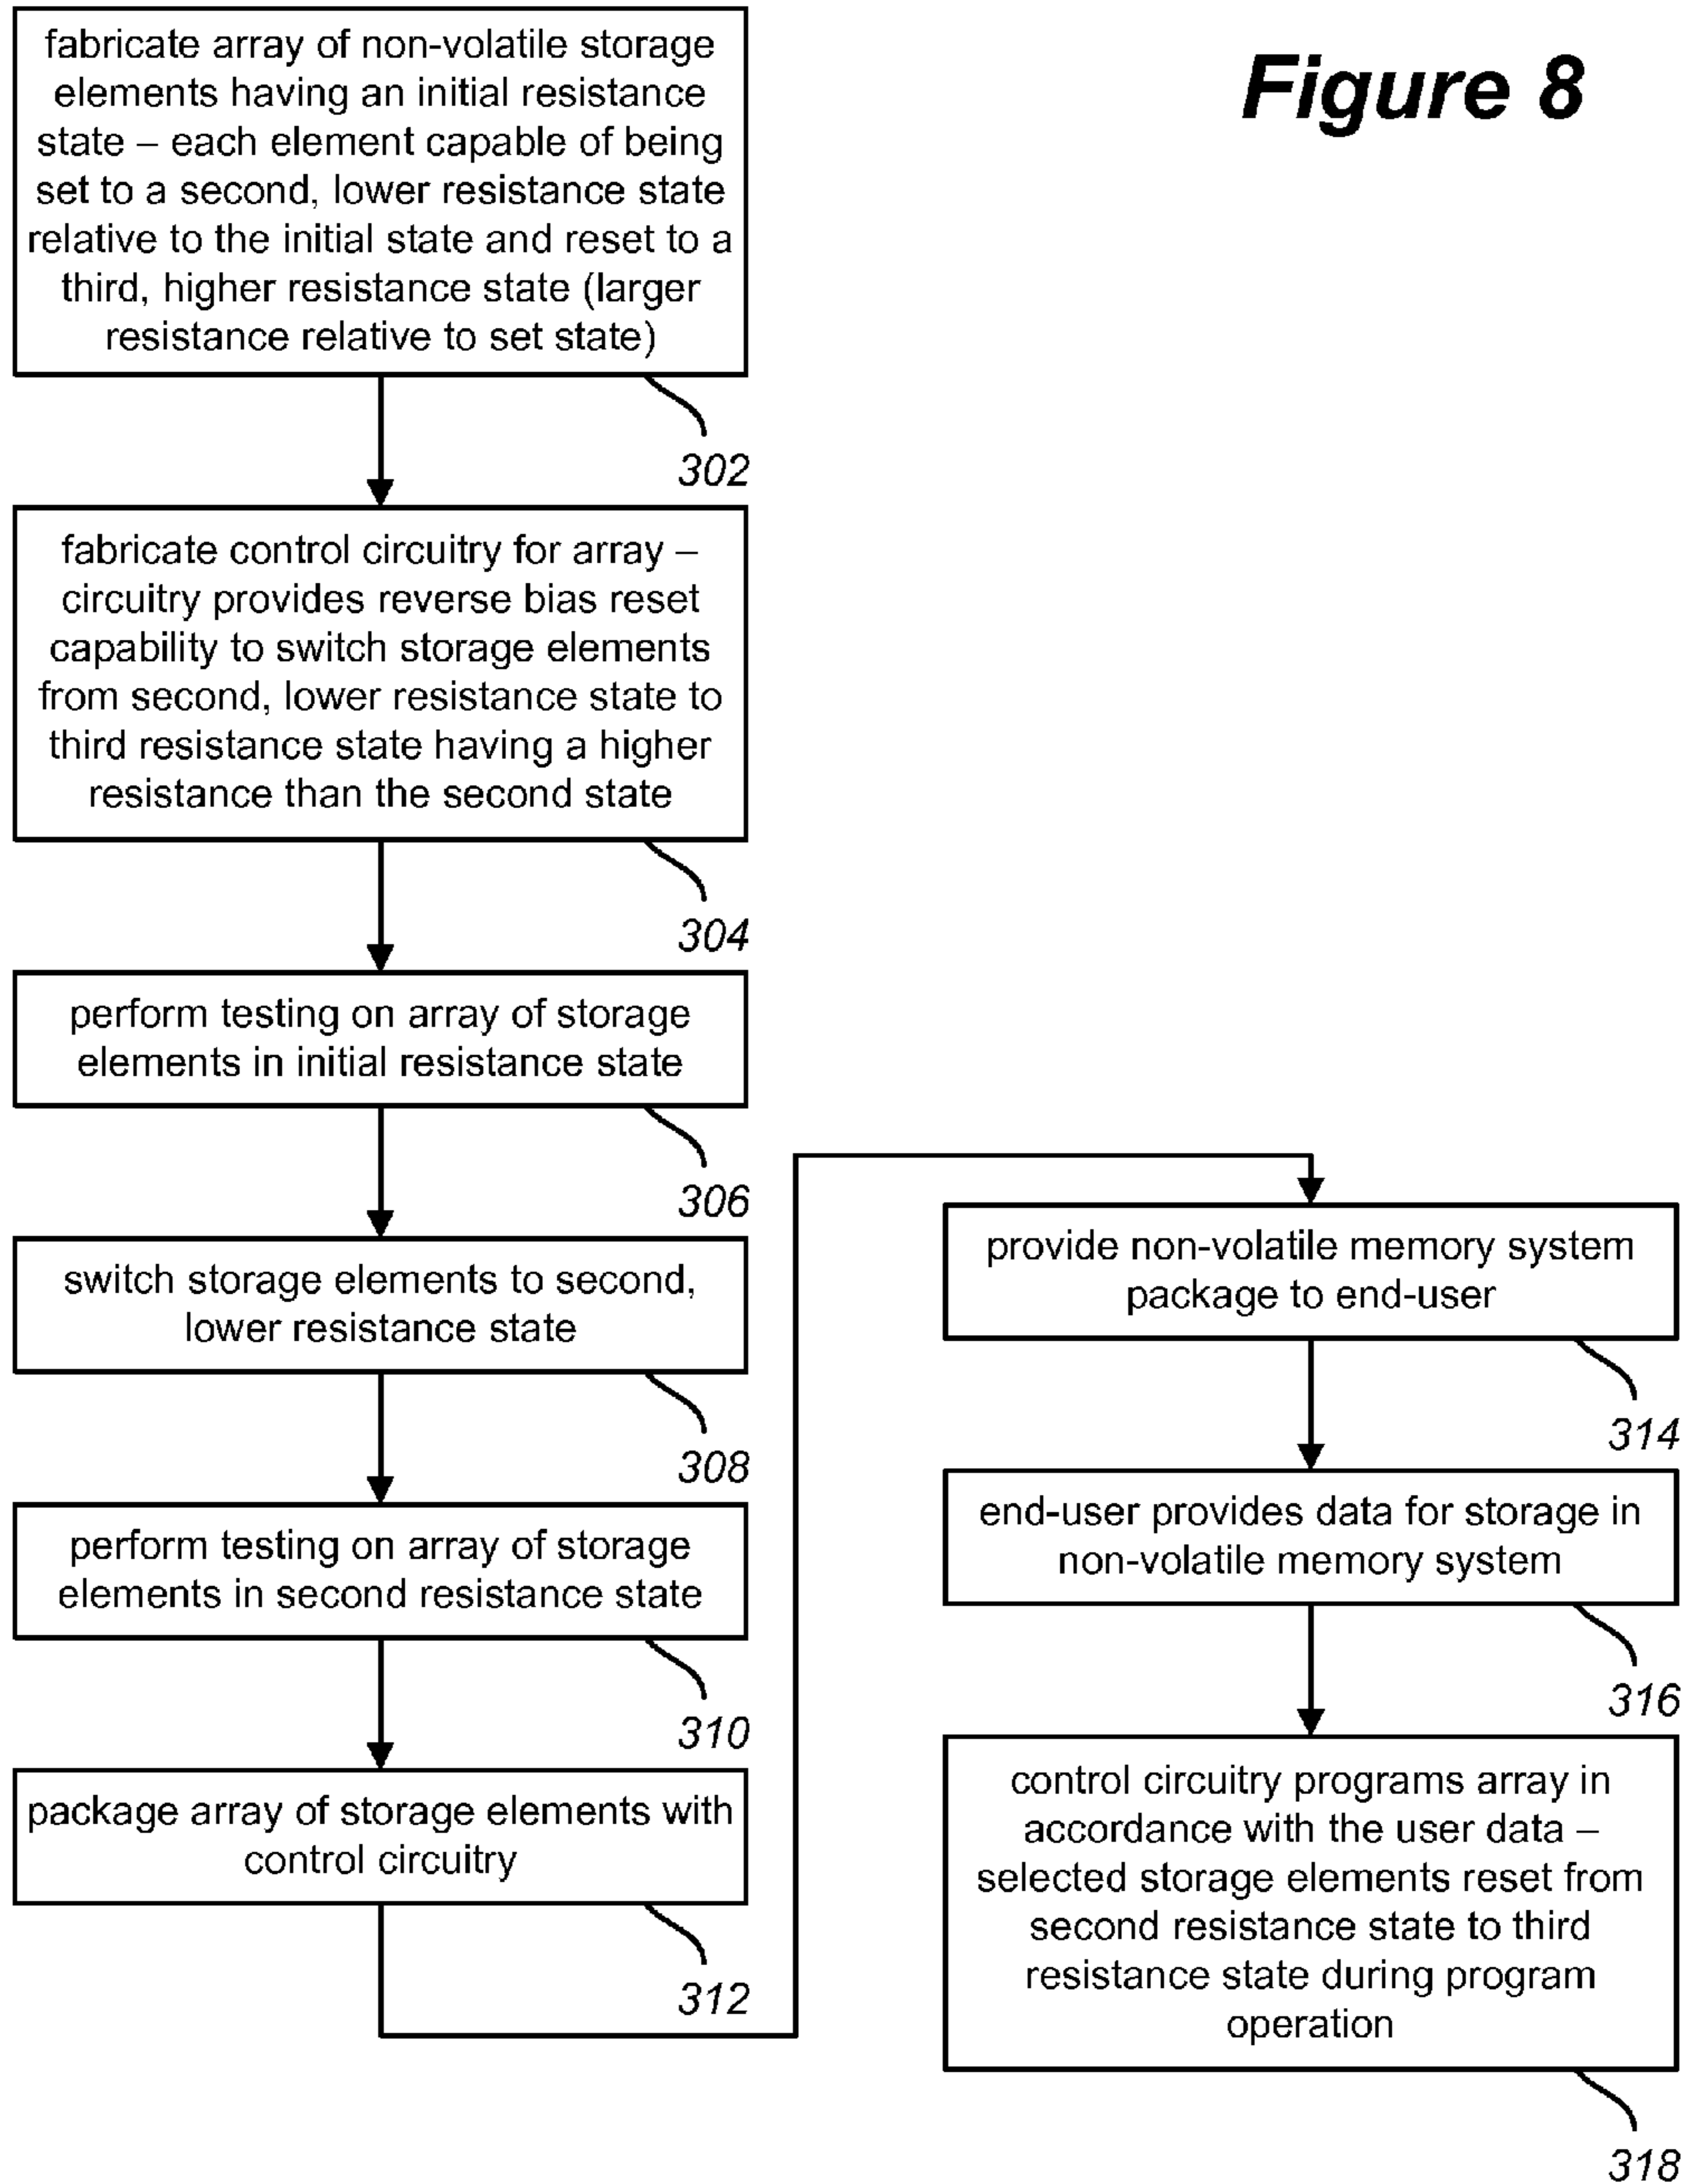 Figure 8
fabricate array of non-volatile storage
elements having an initial resistance
state – each element capable of being
set to a second, lower resistance state
relative to the initial state and reset to a
third, higher resistance state (larger
resistance relative to set state)
302
fabricate control circuitry for array –
circuitry provides reverse bias reset
capability to switch storage elements
from second, lower resistance state to
third resistance state having a higher
resistance than the second state
304
perform testing on array of storage
elements in initial resistance state
306
switch storage elements to second,
lower resistance state
308
perform testing on array of storage
elements in second resistance state
310
package array of storage elements with
control circuitry
312
provide non-volatile memory system
package to end-user
314
end-user provides data for storage in
non-volatile memory system
316
control circuitry programs array in
accordance with the user data –
selected storage elements reset from
second resistance state to third
resistance state during program
operation
318